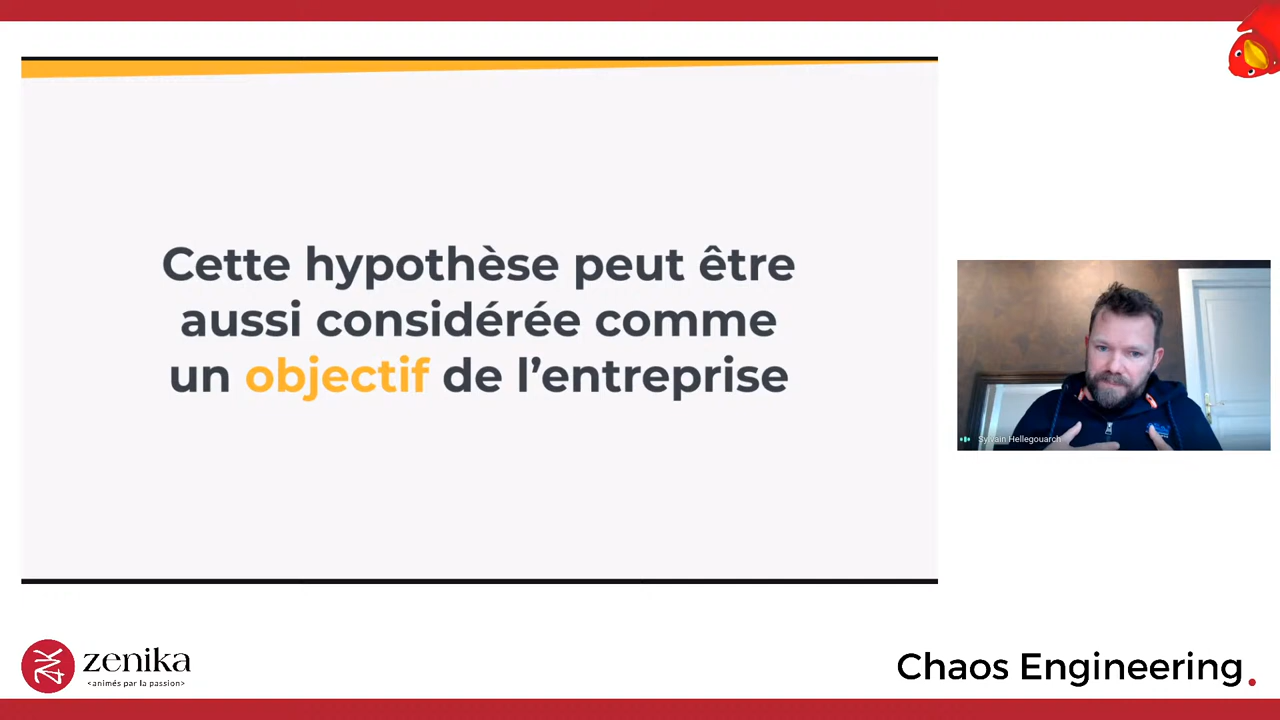 Cette hypothèse peut être
aussi considérée comme
un objectif de l’entreprise
Sylvain Hellegouarch
zenika
<animés par la passion>
Chaos Engineering.